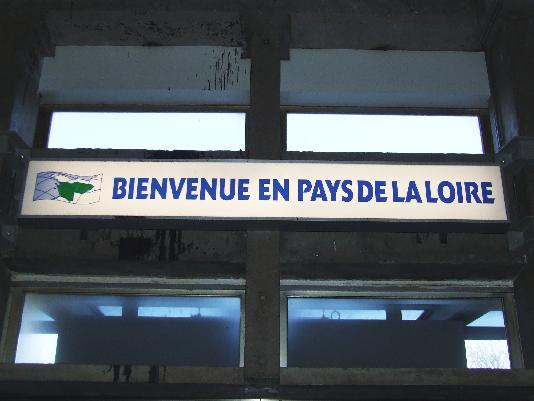 BIENVENUE EN PAYS DE LA LOIRE